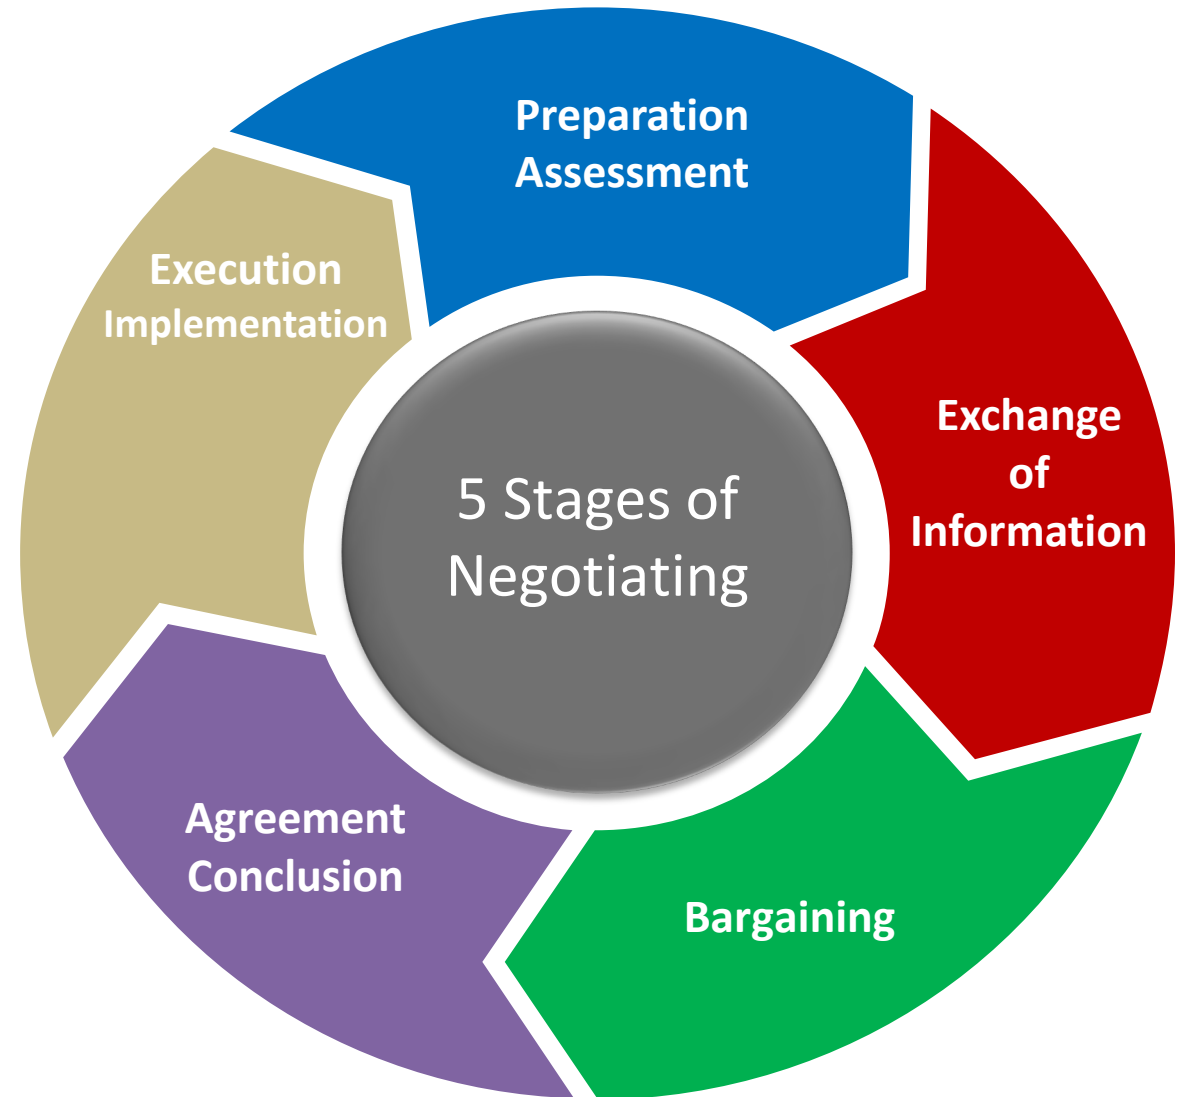 Preparation
Assessment
Exchange
of
Information
Bargaining
Agreement
Conclusion
Execution
Implementation
5 Stages of
Negotiating